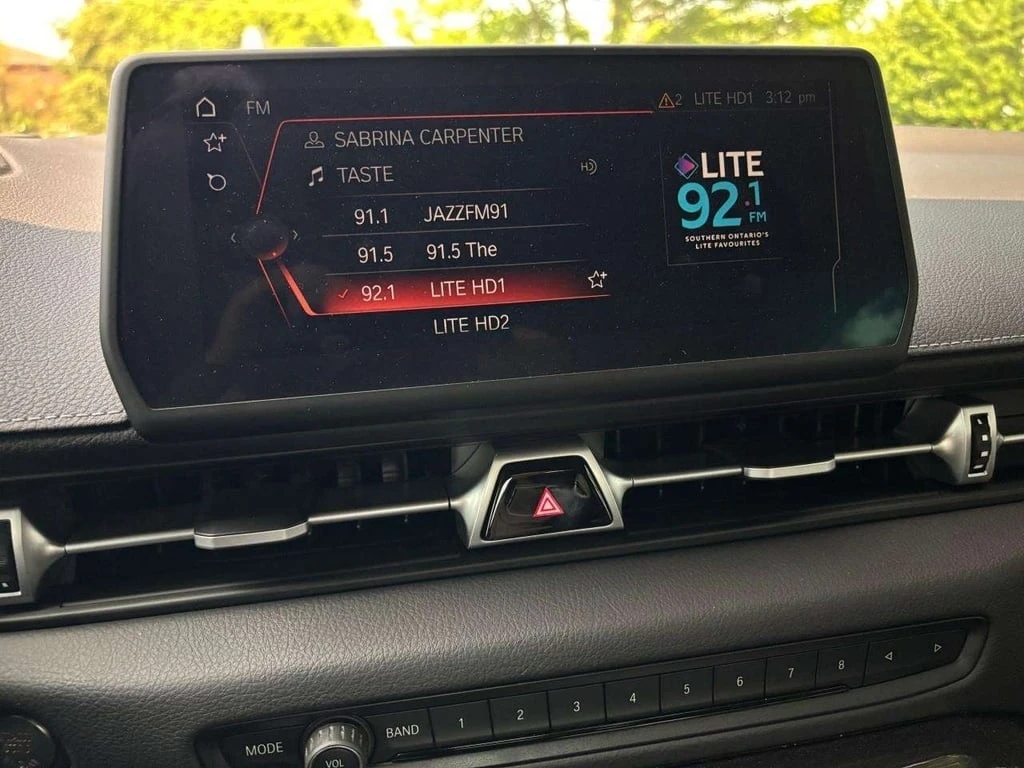 FM
2 LITE HD1 3:12 pm
SABRINA CARPENTER
TASTE
HD
91.1 JAZZFM91
91.5 91.5 The
92.1 LITE HD1
LITE HD2
LITE
92.1
FM
SOUTHERN ONTARIO'S
LITE FAVOURITES
MODE VOL BAND 1 2 3 4 5 6 7 8